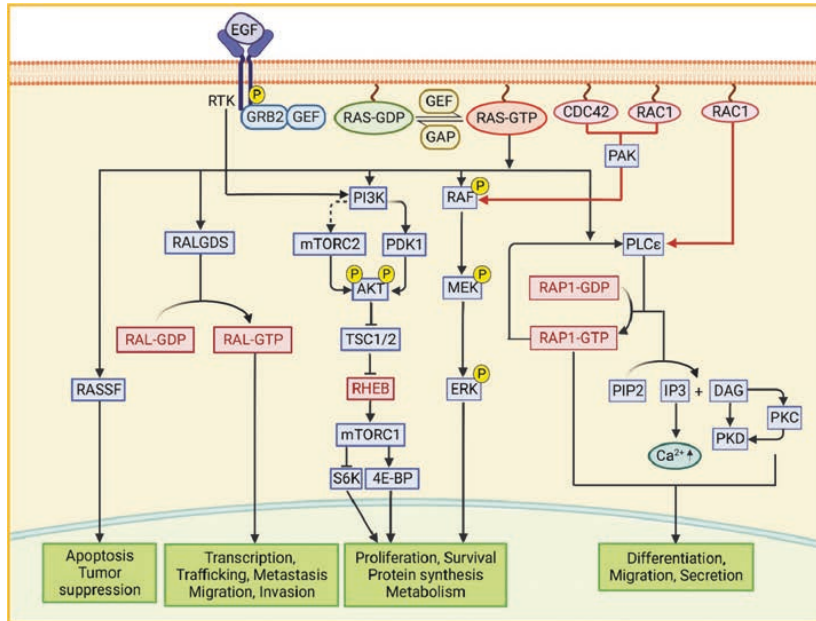 EGF
RTK
P
GRB2
GEF
RAS-GDP
GEF
GAP
RAS-GTP
CDC42
RAC1
RAC1
PAK
PI3K
RAF
P
RALGDS
mTORC2
PDK1
PLCε
P
P
AKT
MEK
P
RAP1-GDP
RAL-GDP
RAL-GTP
TSC1/2
RAP1-GTP
RASSF
RHEB
ERK
P
PIP2
IP3
+
DAG
PKC
mTORC1
PKD
Ca2+
S6K
4E-BP
Apoptosis
Tumor
suppression
Transcription,
Trafficking, Metastasis
Migration, Invasion
Proliferation, Survival
Protein synthesis
Metabolism
Differentiation,
Migration, Secretion